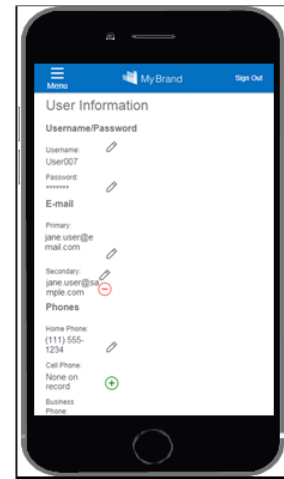 Menu
MyBrand
Sign Out
User Information
Username/Password
Username:
User007
Password:
*******
E-mail
Primary:
jane.user@e
mail.com
Secondary:
jane.user@sa
mple.com
Phones
Home Phone:
(111) 555-
1234
Cell Phone:
None on
record
Business
Phone: